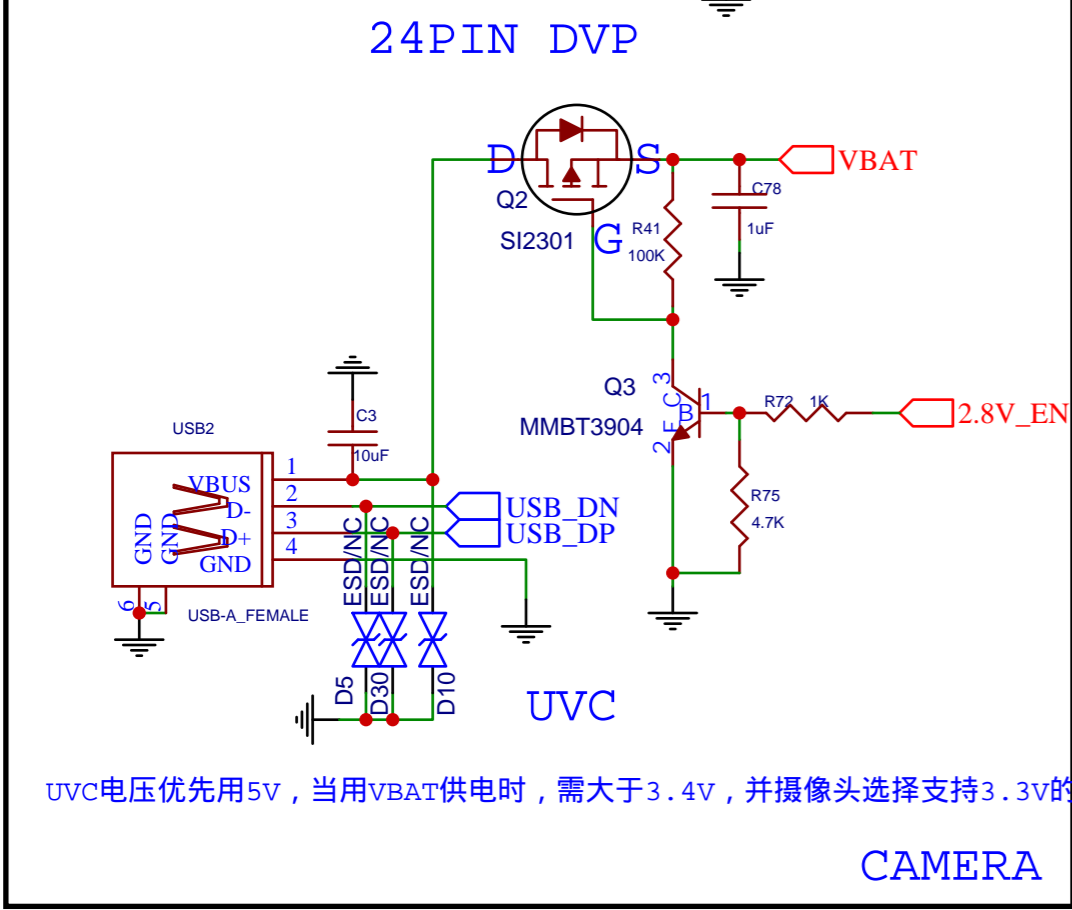 24PIN DVP
D
S
VBAT
Q2
SI2301
G
R41
100K
C78
1uF
Q3
MMBT3904
3
C
B
1
E
2
R72
1K
2.8V_EN
R75
4.7K
C3
10uF
USB2
VBUS
1
D-
2
D+
3
GND
4
GND
GND
6
5
USB-A_FEMALE
USB_DN
USB_DP
ESD/NC
ESD/NC
ESD/NC
D5
D30
D10
UVC
UVC电压优先用5V，当用VBAT供电时，需大于3.4V，并摄像头选择支持3.3V的
CAMERA